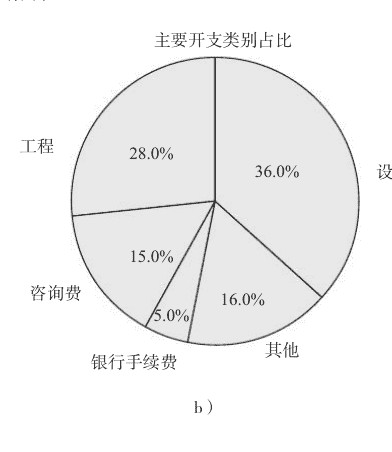 主要开支类别占比
工程
28.0%
36.0%
设
15.0%
咨询费
5.0%
16.0%
银行手续费
其他
b）